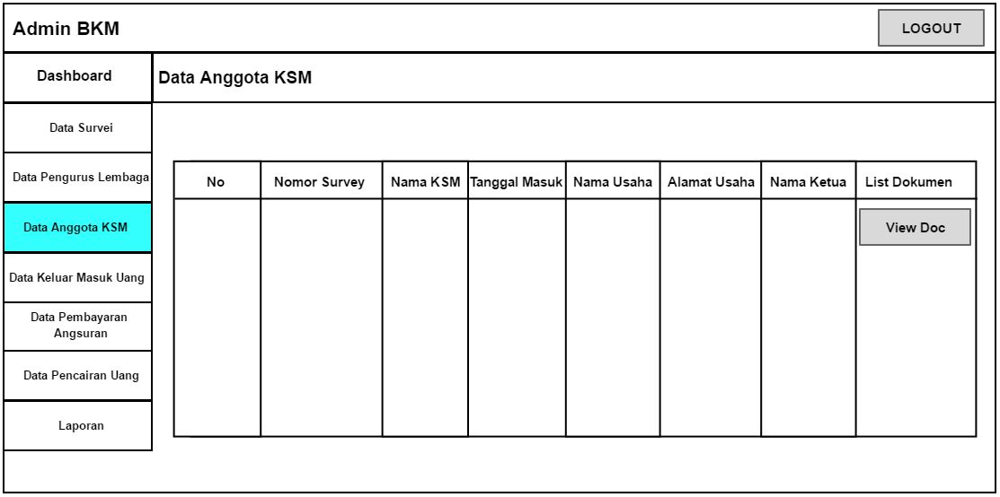 Admin BKM
LOGOUT
Dashboard
Data Anggota KSM
Data Survei
Data Pengurus Lembaga
Data Anggota KSM
Data Keluar Masuk Uang
Data Pembayaran
Angsuran
Data Pencairan Uang
Laporan
No Nomor Survey Nama KSM Tanggal Masuk Nama Usaha Alamat Usaha Nama Ketua List Dokumen
View Doc